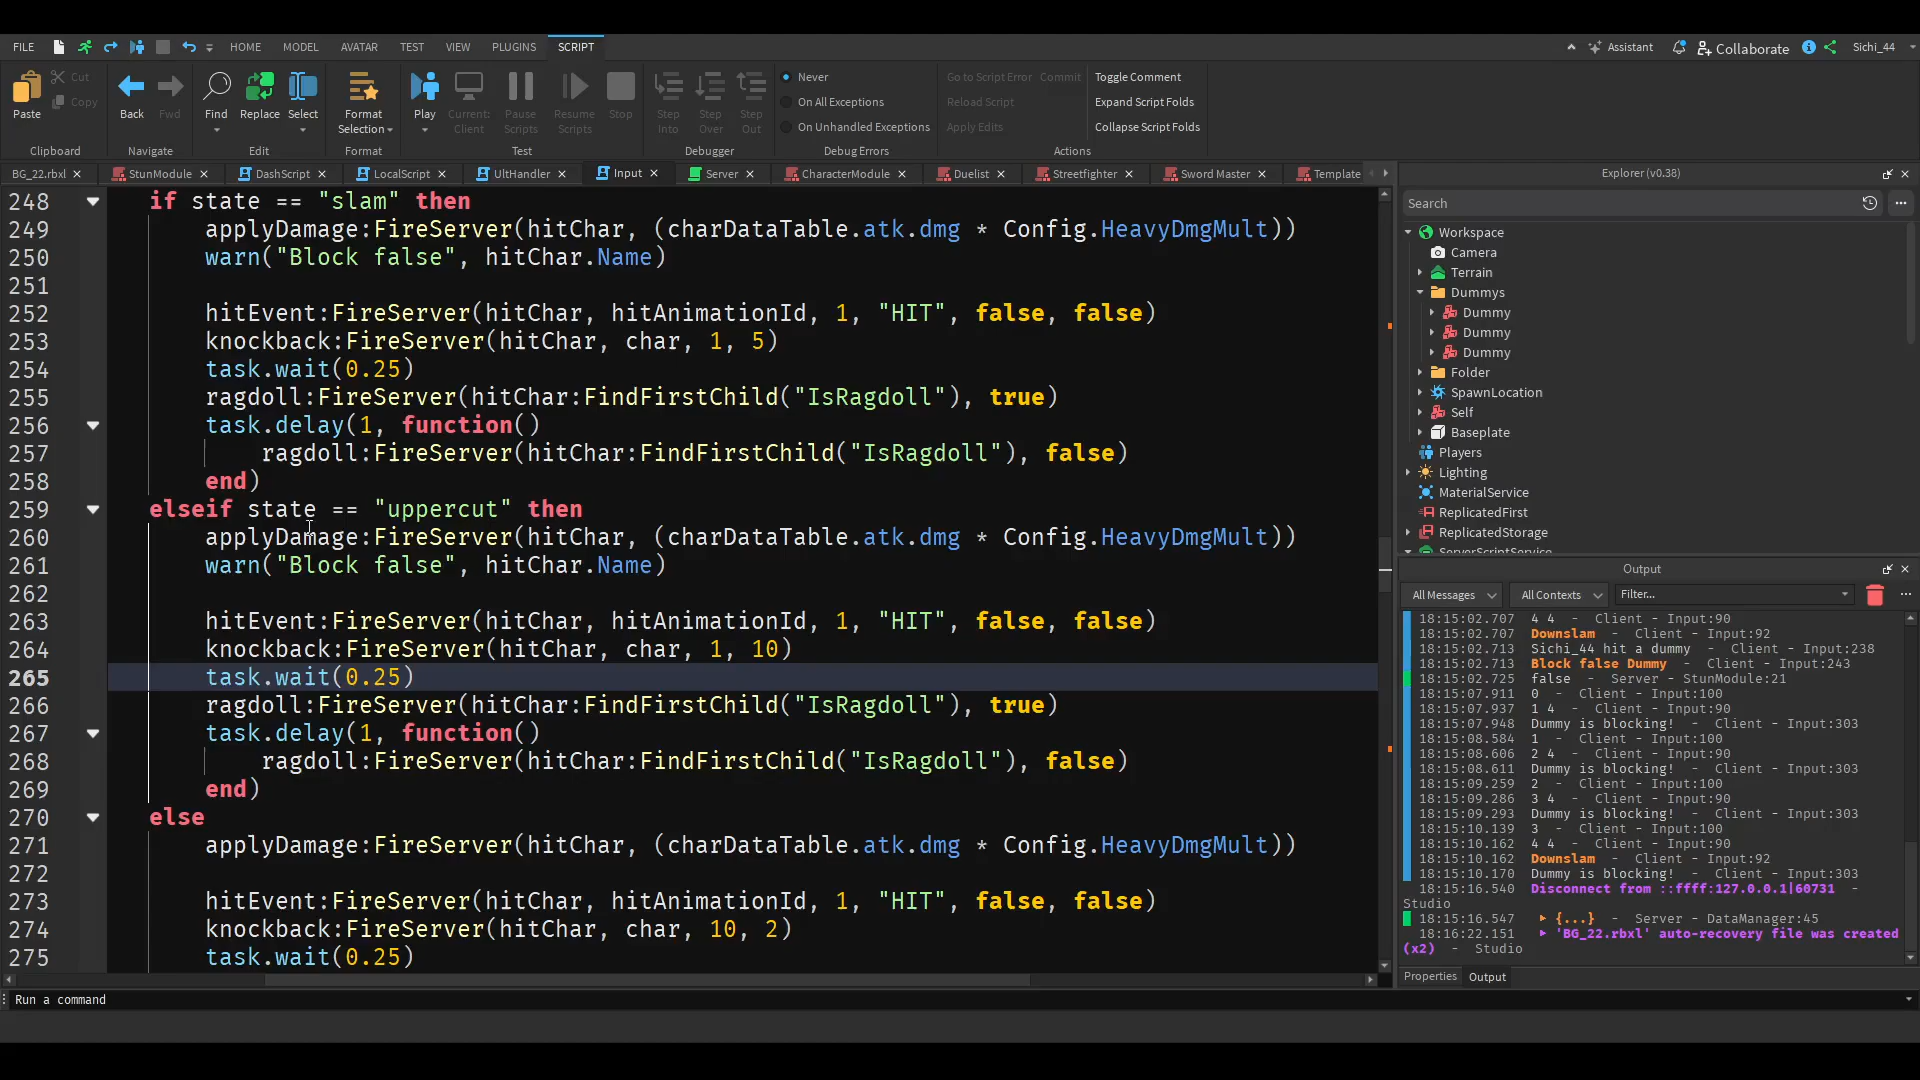 FILE HOME MODEL AVATAR TEST VIEW PLUGINS SCRIPT Assistant Collaborate Sichi_44
Paste Cut Copy Back Fwd Find Replace Select Format Selection Play Current: Client Pause Scripts Resume Scripts Stop Step Into Step Over Step Out
Never
On All Exceptions
On Unhandled Exceptions
Go to Script Error Commit
Reload Script
Apply Edits
Toggle Comment
Expand Script Folds
Collapse Script Folds
Clipboard Navigate Edit Format Test Debugger Debug Errors Actions
BG_22.rbxl StunModule DashScript LocalScript UltHandler Input Server CharacterModule Duelist Streetfighter Sword Master Template
248 if state == "slam" then
249 applyDamage:FireServer(hitChar, (charDataTable.atk.dmg * Config.HeavyDmgMult))
250 warn("Block false", hitChar.Name)
251
252 hitEvent:FireServer(hitChar, hitAnimationId, 1, "HIT", false, false)
253 knockback:FireServer(hitChar, char, 1, 5)
254 task.wait(0.25)
255 ragdoll:FireServer(hitChar:FindFirstChild("IsRagdoll"), true)
256 task.delay(1, function()
257 ragdoll:FireServer(hitChar:FindFirstChild("IsRagdoll"), false)
258 end)
259 elseif state == "uppercut" then
260 applyDamage:FireServer(hitChar, (charDataTable.atk.dmg * Config.HeavyDmgMult))
261 warn("Block false", hitChar.Name)
262
263 hitEvent:FireServer(hitChar, hitAnimationId, 1, "HIT", false, false)
264 knockback:FireServer(hitChar, char, 1, 10)
265 task.wait(0.25)
266 ragdoll:FireServer(hitChar:FindFirstChild("IsRagdoll"), true)
267 task.delay(1, function()
268 ragdoll:FireServer(hitChar:FindFirstChild("IsRagdoll"), false)
269 end)
270 else
271 applyDamage:FireServer(hitChar, (charDataTable.atk.dmg * Config.HeavyDmgMult))
272
273 hitEvent:FireServer(hitChar, hitAnimationId, 1, "HIT", false, false)
274 knockback:FireServer(hitChar, char, 10, 2)
275 task.wait(0.25)
Explorer (v0.38)
Search
Workspace
Camera
Terrain
Dummys
Dummy
Dummy
Dummy
Folder
SpawnLocation
Self
Baseplate
Players
Lighting
MaterialService
ReplicatedFirst
ReplicatedStorage
ServerScriptService
Output
All Messages All Contexts Filter...
18:15:02.707 4 4 - Client - Input:90
18:15:02.707 Downslam - Client - Input:92
18:15:02.713 Sichi_44 hit a dummy - Client - Input:238
18:15:02.713 Block false Dummy - Client - Input:243
18:15:02.725 false - Server - StunModule:21
18:15:07.911 0 - Client - Input:100
18:15:07.937 1 4 - Client - Input:90
18:15:07.948 Dummy is blocking! - Client - Input:303
18:15:08.584 1 - Client - Input:100
18:15:08.606 2 4 - Client - Input:90
18:15:08.611 Dummy is blocking! - Client - Input:303
18:15:09.259 2 - Client - Input:100
18:15:09.286 3 4 - Client - Input:90
18:15:09.293 Dummy is blocking! - Client - Input:303
18:15:10.139 3 - Client - Input:100
18:15:10.162 4 4 - Client - Input:90
18:15:10.162 Downslam - Client - Input:92
18:15:10.170 Dummy is blocking! - Client - Input:303
18:15:16.540 Disconnect from ::ffff:127.0.0.1|60731 -
Studio
18:15:16.547 {...} - Server - DataManager:45
18:16:22.151 'BG_22.rbxl' auto-recovery file was created
(x2) - Studio
Properties Output
Run a command